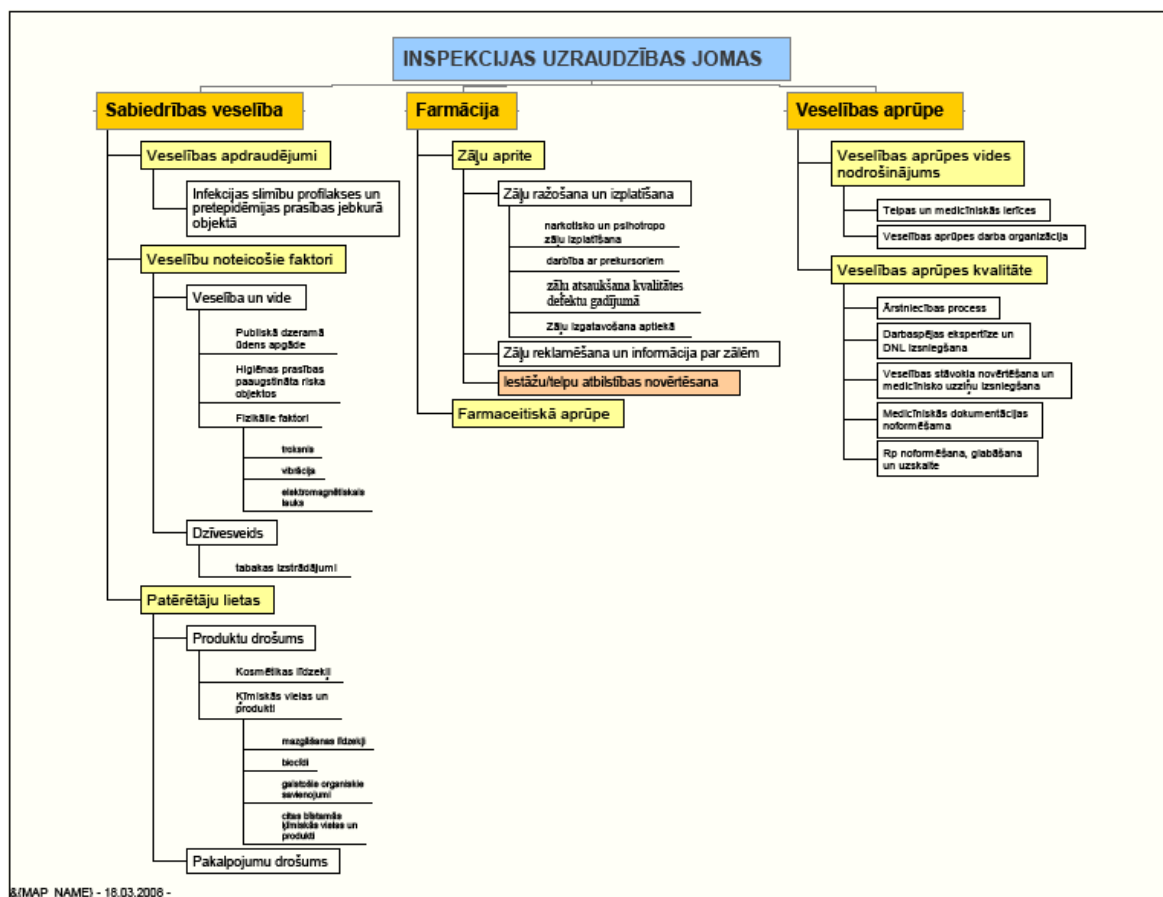 INSPEKCIJAS UZRAUDZĪBAS JOMAS
Sabiedrības veselība
Veselības apdraudējumi
Infekcijas slimību profilakses un
pretepidēmijas prasības jebkurā
objektā
Veselību noteicošie faktori
Veselība un vide
Publiskā dzeramā
ūdens apgāde
Higiēnas prasības
paaugstināta riska
objektos
Fizikālie faktori
troksnis
vibrācija
elektromagnētiskais
lauks
Dzīvesveids
tabakas izstrādājumi
Patērētāju lietas
Produktu drošums
Kosmētikas līdzekļi
Ķīmiskās vielas un
produkti
mazgāšanas līdzekļi
biocīdi
gaistošie organiskie
savienojumi
citas bīstamās
ķīmiskās vielas un
produkti
Pakalpojumu drošums
Farmācija
Zāļu aprite
Zāļu ražošana un izplatīšana
narkotisko un psihotropo
zāļu izplatīšana
darbība ar prekursoriem
zāļu atsaukšana kvalitātes
defektu gadījumā
Zāļu izgatavošana aptiekā
Zāļu reklamēšana un informācija par zālēm
Iestāžu/telpu atbilstības novērtēsana
Farmaceitiskā aprūpe
Veselības aprūpe
Veselības aprūpes vides
nodrošinājums
Telpas un medicīniskās ierīces
Veselības aprūpes darba organizācija
Veselības aprūpes kvalitāte
Ārstniecības process
Darbaspējas ekspertīze un
DNL izsniegšana
Veselības stāvokļa novērtēšana un
medicīnisko uzziņu izsniegšana
Medicīniskās dokumentācijas
noformēšama
Rp noformēšana, glabāšana
un uzskaite
&(MAP_NAME) - 18.03.2008 -